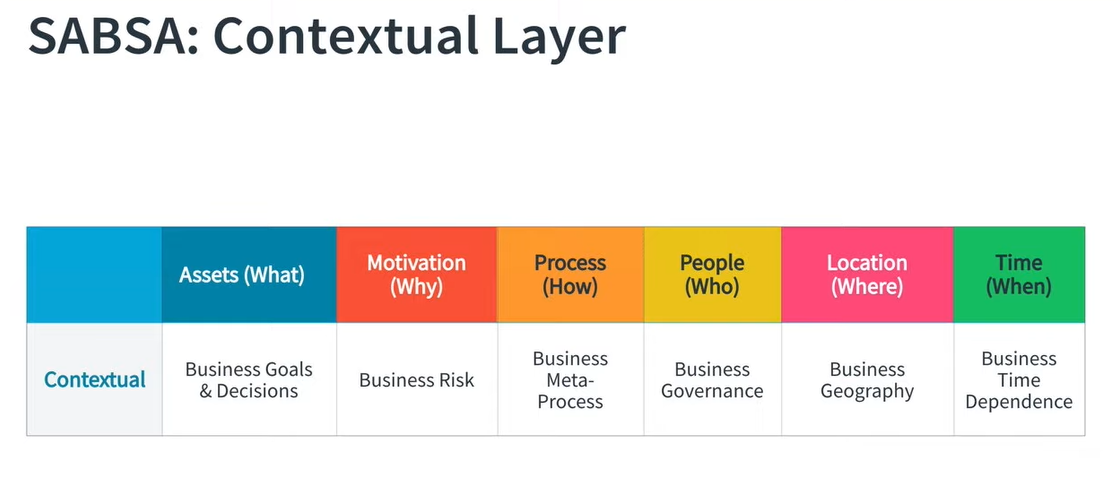 SABSA: Contextual Layer
Assets (What)
Motivation
(Why)
Process
(How)
People
(Who)
Location
(Where)
Time
(When)
Contextual
Business Goals
& Decisions
Business Risk
Business
Meta-
Process
Business
Governance
Business
Geography
Business
Time
Dependence